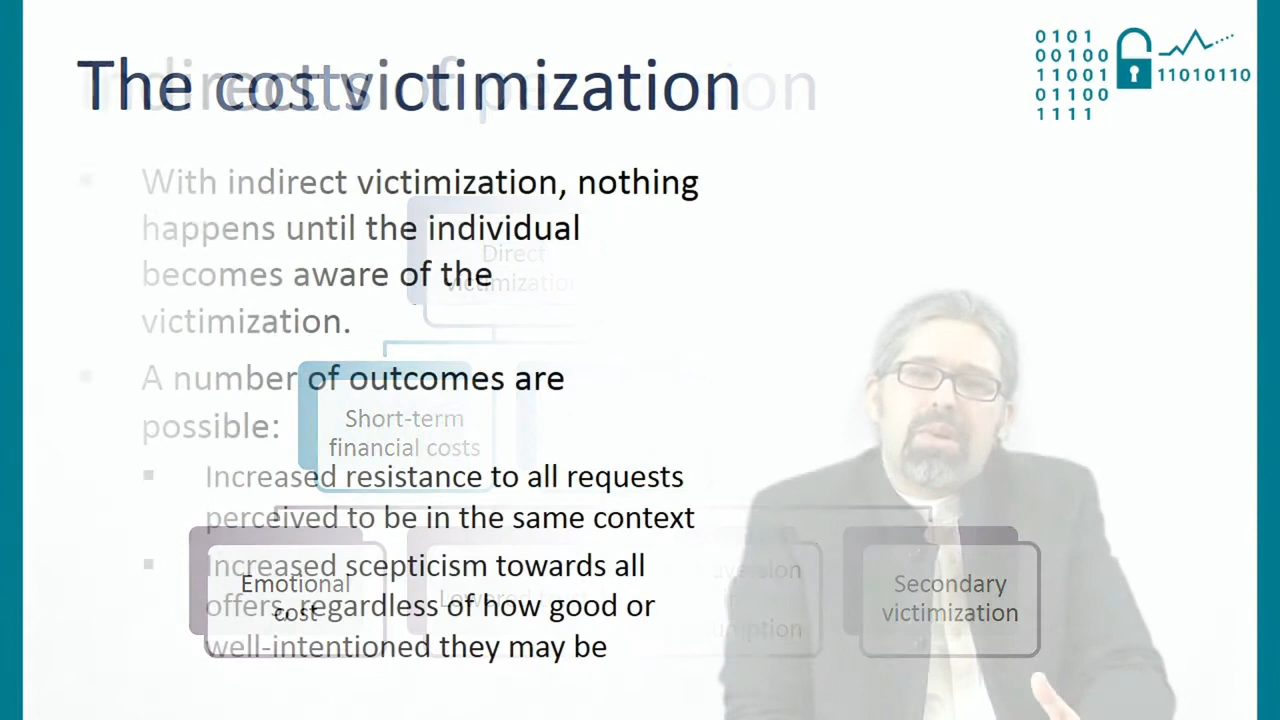 The cost victimization
0101
00100
11001
11010110
01100
1111
With indirect victimization, nothing
happens until the individual
becomes aware of the
victimization.
A number of outcomes are
possible:
Increased resistance to all requests
perceived to be in the same context
Increased scepticism towards all
offers, regardless of how good or
well-intentioned they may be
Direct
victimization
Short-term
financial costs
Emotional
cost
Secondary
victimization